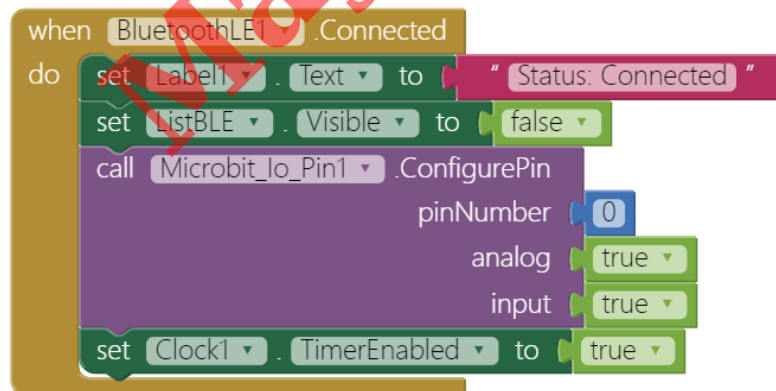 when BluetoothLE1 .Connected
do set Label1 . Text to " Status: Connected "
set ListBLE . Visible to false
call Microbit_Io_Pin1 .ConfigurePin
pinNumber 0
analog true
input true
set Clock1 . TimerEnabled to true